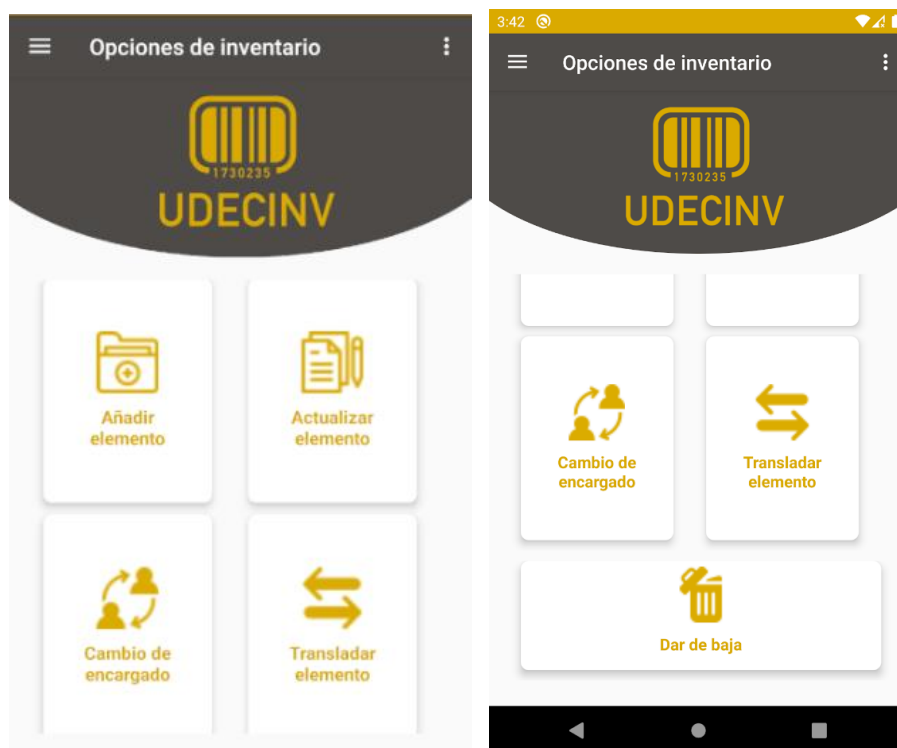 Opciones de inventario
1730235
UDECINV
Añadir
elemento
Actualizar
elemento
Cambio de
encargado
Transladar
elemento
3:42
Opciones de inventario
1730235
UDECINV
Cambio de
encargado
Transladar
elemento
Dar de baja